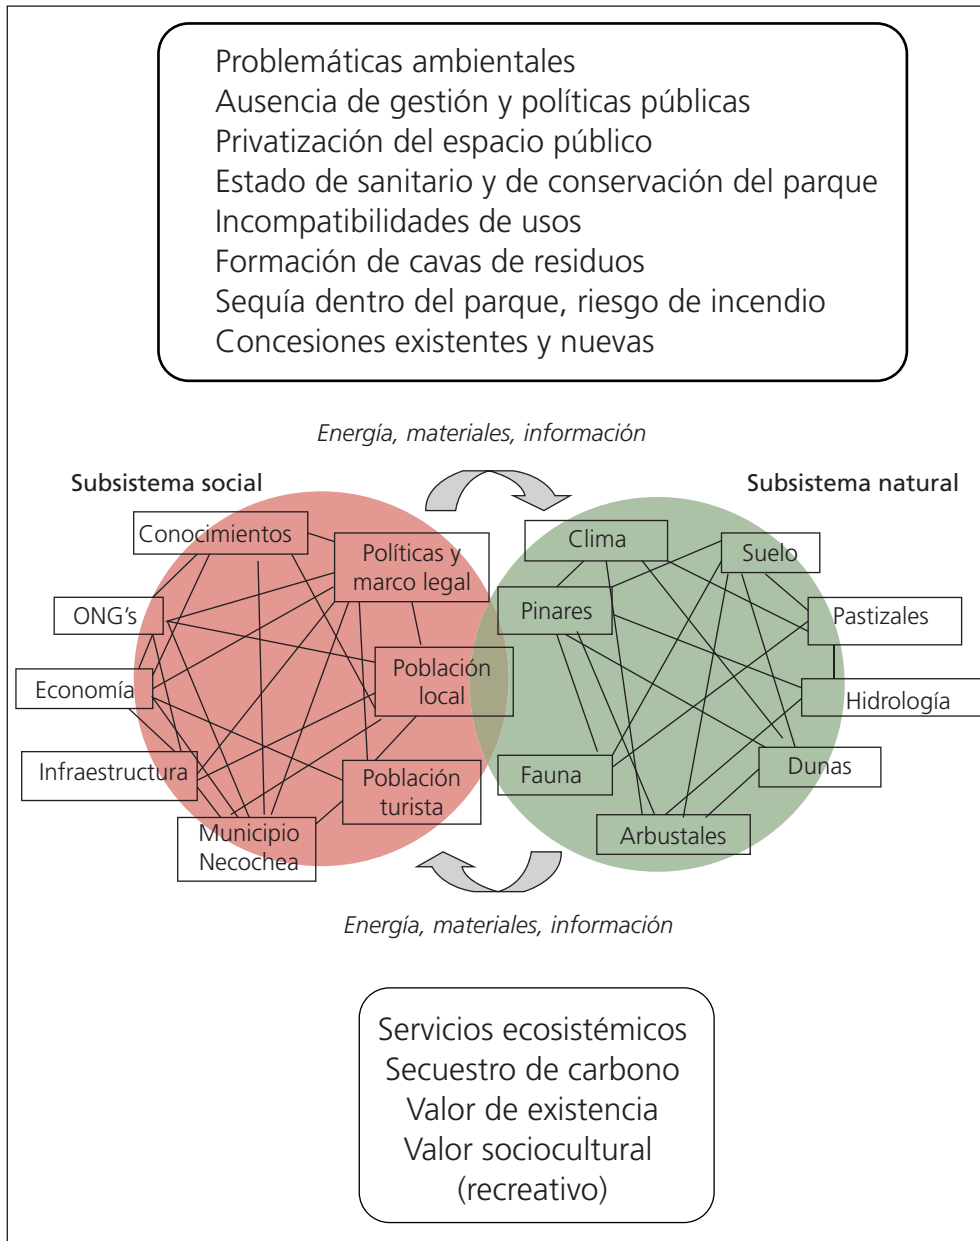 Problemáticas ambientales
Ausencia de gestión y políticas públicas
Privatización del espacio público
Estado de sanitario y de conservación del parque
Incompatibilidades de usos
Formación de cavas de residuos
Sequía dentro del parque, riesgo de incendio
Concesiones existentes y nuevas
Energía, materiales, información
Subsistema social
Conocimientos
Políticas y
marco legal
ONG's
Población
local
Economía
Infraestructura
Población
turista
Municipio
Necochea
Subsistema natural
Clima
Suelo
Pinares
Pastizales
Hidrología
Fauna
Dunas
Arbustales
Energía, materiales, información
Servicios ecosistémicos
Secuestro de carbono
Valor de existencia
Valor sociocultural
(recreativo)